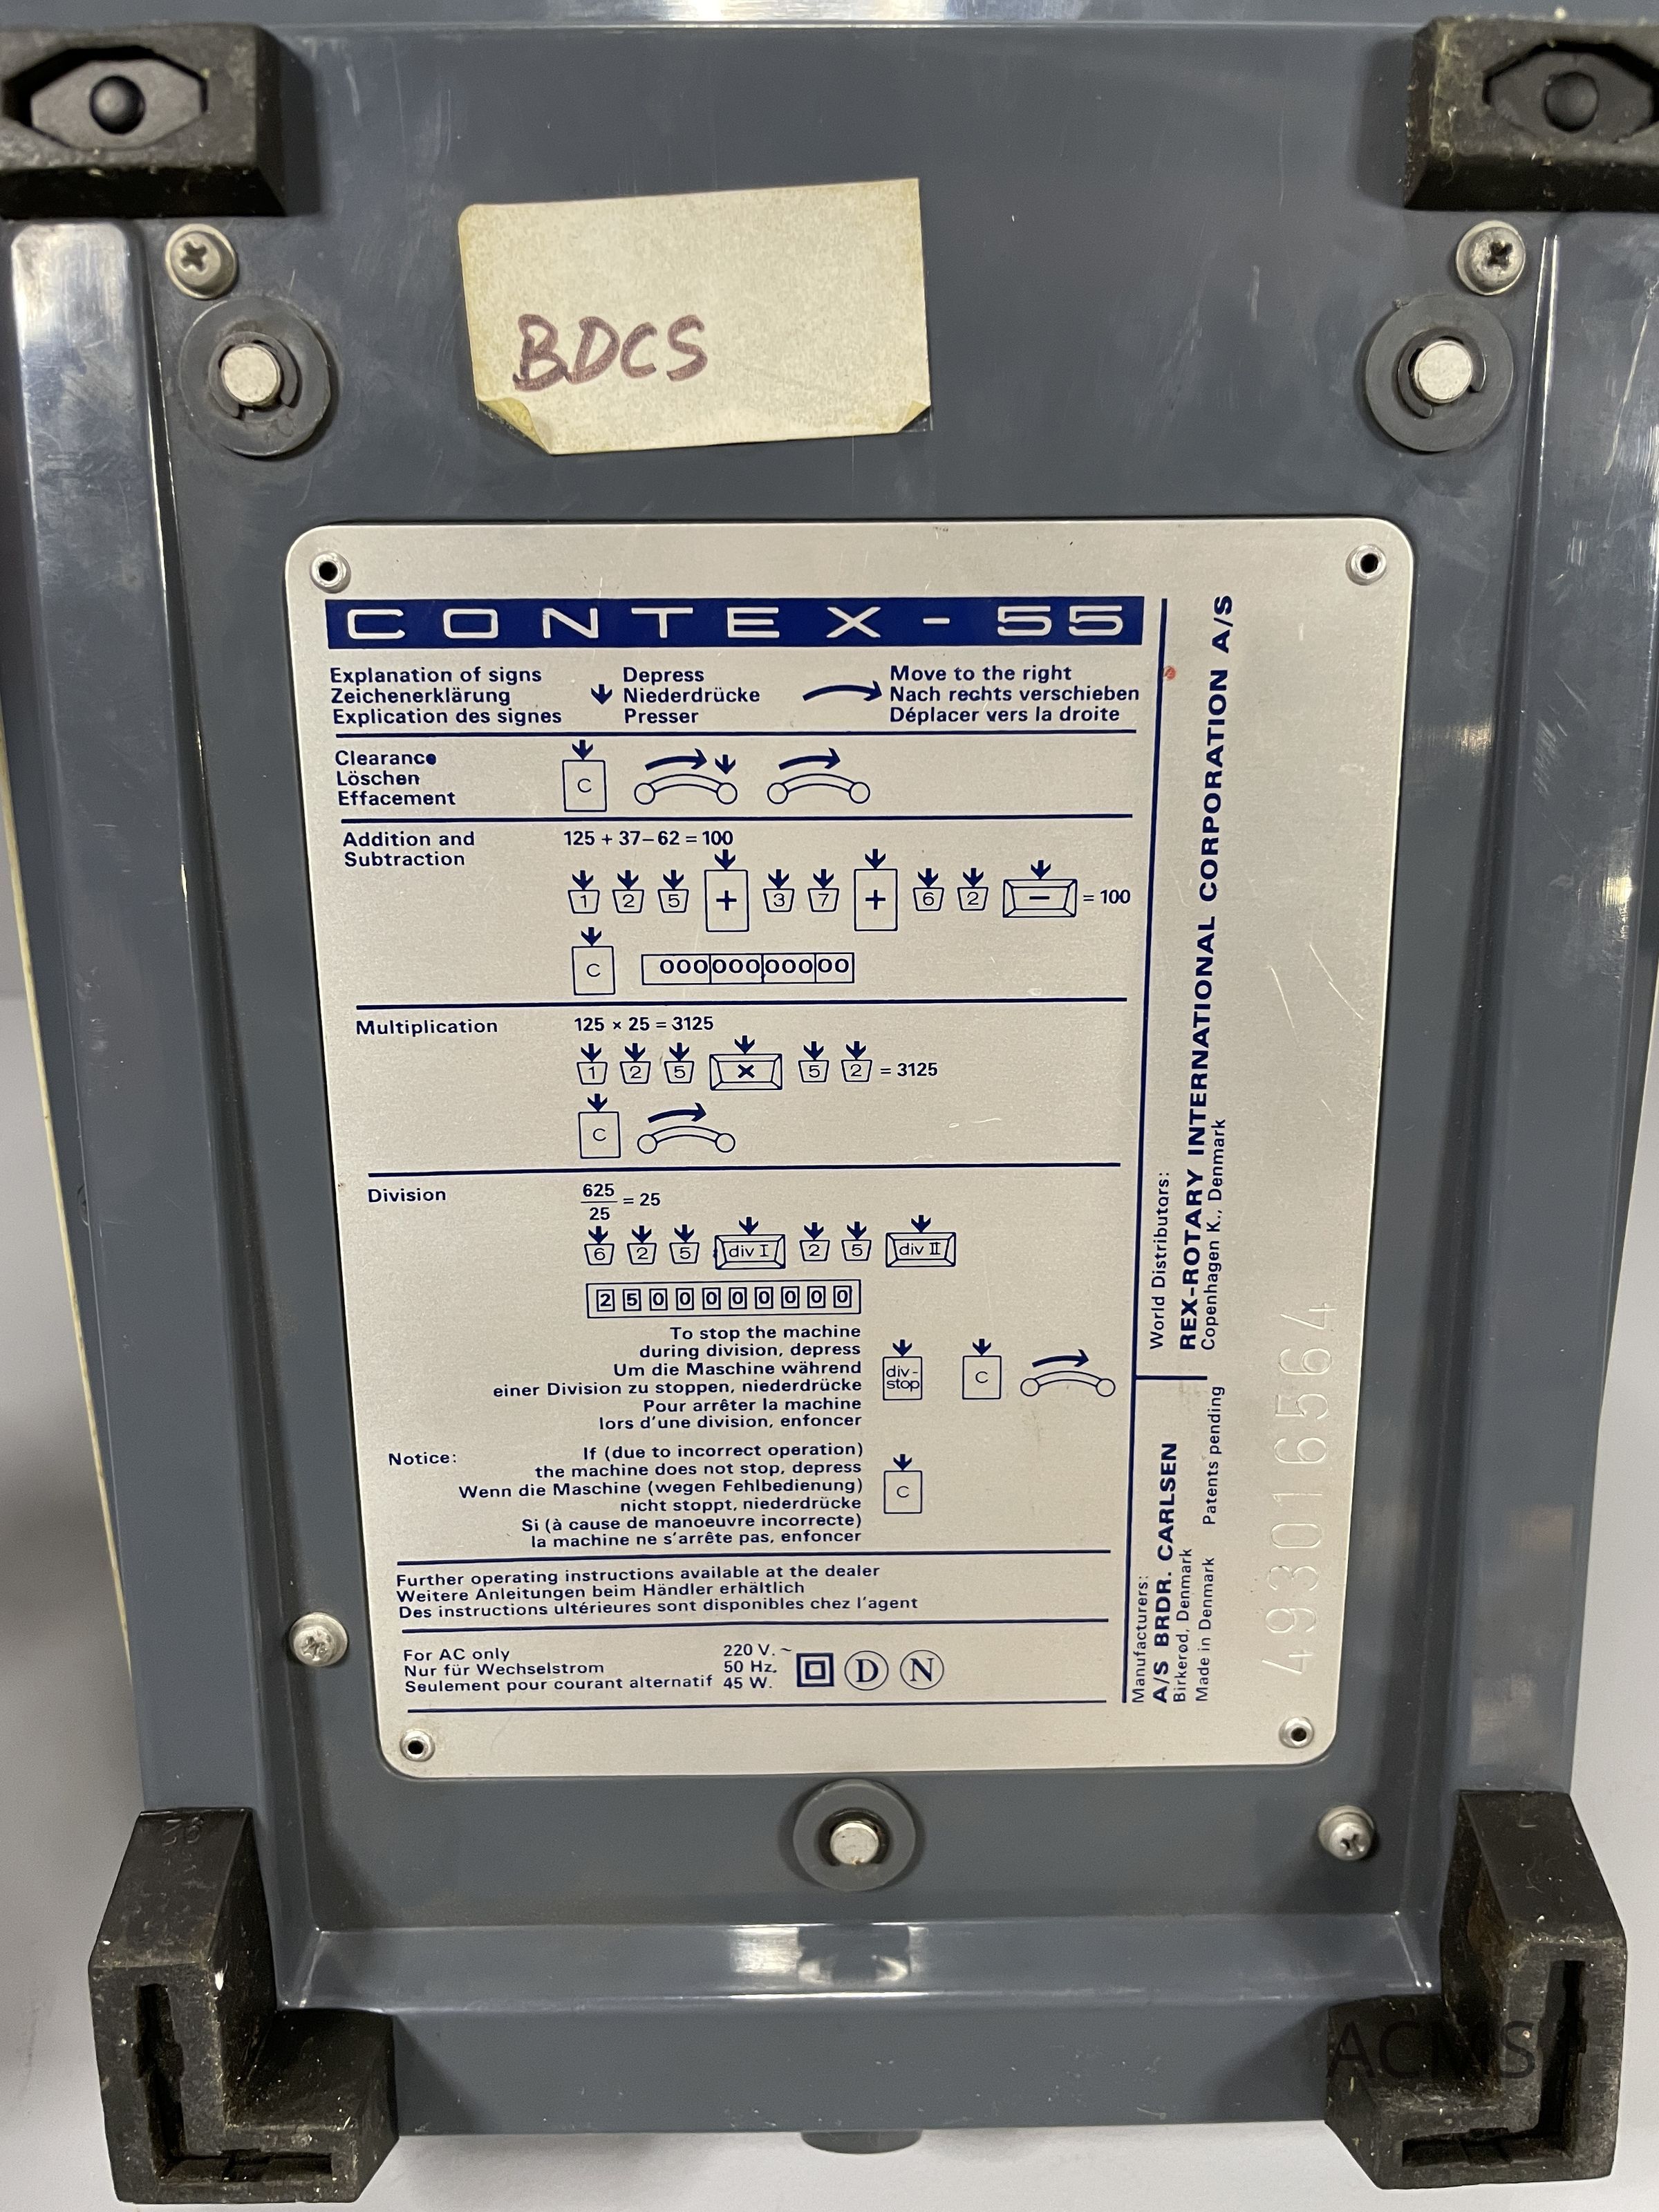 BDCS
CONTEX-55
Explanation of signs
Zeichenerklärung
Explication des signes
Depress
Niederdrücke
Presser
Move to the right
Nach rechts verschieben
Déplacer vers la droite
Clearance
Löschen
Effacement
C
Addition and
Subtraction
125 + 37 – 62 = 100
1 2 5 + 3 7 + 6 2 – = 100
C 00000000000
Multiplication
125 × 25 = 3125
1 2 5 × 5 2 = 3125
C
Division
625
25
= 25
6 2 5 div I 2 5 div II
2500000000
To stop the machine
during division, depress
Um die Maschine während
einer Division zu stoppen, niederdrücke
Pour arrêter la machine
lors d'une division, enfoncer
div-
stop
C
Notice:
If (due to incorrect operation)
the machine does not stop, depress
Wenn die Maschine (wegen Fehlbedienung)
nicht stoppt, niederdrücke
Si (à cause de manoeuvre incorrecte)
la machine ne s'arrête pas, enfoncer
C
Further operating instructions available at the dealer
Weitere Anleitungen beim Händler erhältlich
Des instructions ultérieures sont disponibles chez l'agent
For AC only
Nur für Wechselstrom
Seulement pour courant alternatif
220 V. ~
50 Hz.
45 W.
D N
World Distributors:
REX-ROTARY INTERNATIONAL CORPORATION A/S
Copenhagen K., Denmark
Manufacturers:
A/S BRDR. CARLSEN
Birkerød, Denmark
Made in Denmark Patents pending
493016564
ACMS